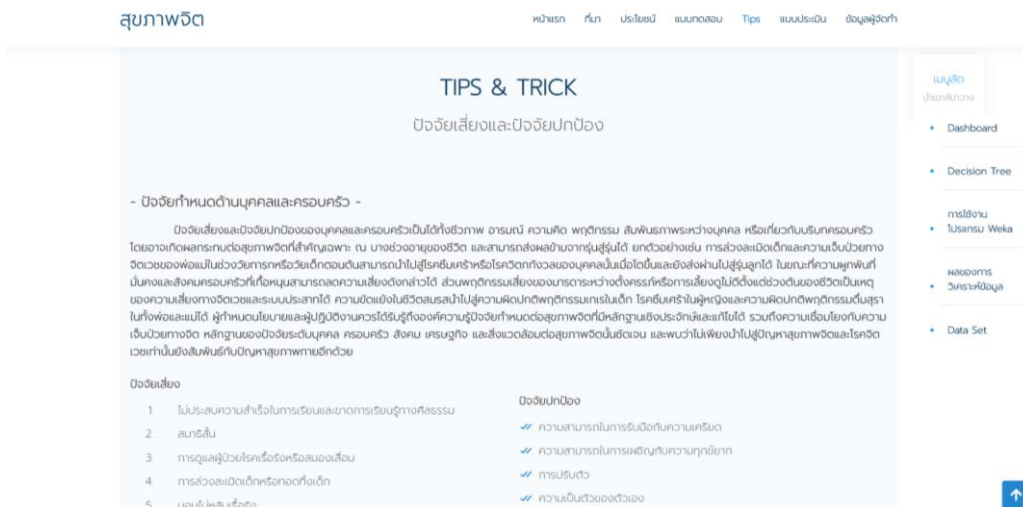 สุขภาพจิต
หน้าแรก ที่มา ประโยชน์ แบบทดสอบ Tips แบบประเมิน ข้อมูลผู้จัดทำ
TIPS & TRICK
ปัจจัยเสี่ยงและปัจจัยปกป้อง
- ปัจจัยกำหนดด้านบุคคลและครอบครัว -
ปัจจัยเสี่ยงและปัจจัยปกป้องของบุคคลและครอบครัวเป็นได้ทั้งชีวภาพ อารมณ์ ความคิด พฤติกรรม สัมพันธภาพระหว่างบุคคล หรือเกี่ยวกับบริบทครอบครัว
โดยอาจเกิดผลกระทบต่อสุขภาพจิตที่สำคัญเฉพาะ ณ บางช่วงอายุของชีวิต และสามารถส่งผลข้ามจากรุ่นสู่รุ่นได้ ยกตัวอย่างเช่น การล่วงละเมิดเด็กและความเจ็บป่วยทาง
จิตเวชของพ่อแม่ในช่วงวัยทารกหรือวัยเด็กตอนต้นสามารถนำไปสู่โรคซึมเศร้าหรือโรควิตกกังวลของบุคคลนั้นเมื่อโตขึ้นและยังส่งผ่านไปสู่รุ่นลูกได้ ในขณะที่ความผูกพันที่
มั่นคงและสังคมครอบครัวที่เกื้อหนุนสามารถลดความเสี่ยงดังกล่าวได้ ส่วนพฤติกรรมเสี่ยงของมารดาระหว่างตั้งครรภ์หรือการเลี้ยงดูไม่ดีตั้งแต่ช่วงต้นของชีวิตเป็นเหตุ
ของความเสี่ยงทางจิตเวชและระบบประสาทได้ ความขัดแย้งในชีวิตสมรสนำไปสู่ความผิดปกติพฤติกรรมเกเรในเด็ก โรคซึมเศร้าในผู้หญิงและความผิดปกติพฤติกรรมดื่มสุรา
ในทั้งพ่อและแม่ได้ ผู้กำหนดนโยบายและผู้ปฏิบัติงานควรได้รับรู้ถึงองค์ความรู้ปัจจัยกำหนดต่อสุขภาพจิตที่มีหลักฐานเชิงประจักษ์และแก้ไขได้ รวมถึงความเชื่อมโยงกับความ
เจ็บป่วยทางจิต หลักฐานของปัจจัยระดับบุคคล ครอบครัว สังคม เศรษฐกิจ และสิ่งแวดล้อมต่อสุขภาพจิตนั้นชัดเจน และพบว่าไม่เพียงนำไปสู่ปัญหาสุขภาพจิตและโรคจิต
เวชเท่านั้นยังสัมพันธ์กับปัญหาสุขภาพกายอีกด้วย
ปัจจัยเสี่ยง
1. ไม่ประสบความสำเร็จในการเรียนและขาดการเรียนรู้ทางศีลธรรม
2. สมาธิสั้น
3. การดูแลผู้ป่วยโรคเรื้อรังหรือสมองเสื่อม
4. การล่วงละเมิดเด็กหรือทอดทิ้งเด็ก
5. นอนไม่หลับเรื้อรัง
ปัจจัยปกป้อง
ความสามารถในการรับมือกับความเครียด
ความสามารถในการเผชิญกับความทุกข์ยาก
การปรับตัว
ความเป็นตัวของตัวเอง
เมนูลัด
นำเมาส์มาวาง
Dashboard
Decision Tree
การใช้งาน
โปรแกรม Weka
ผลของการ
วิเคราะห์ข้อมูล
Data Set